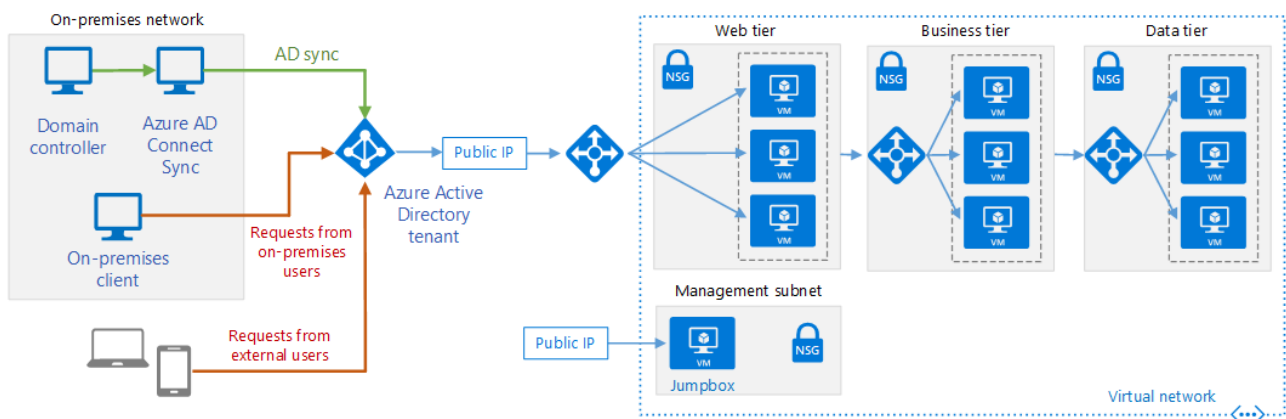 On-premises network
Domain
controller
Azure AD
Connect
Sync
AD sync
On-premises
client
Requests from
on-premises
users
Requests from
external users
Azure Active
Directory
tenant
Public IP
Web tier
NSG
VM
VM
VM
Business tier
NSG
VM
VM
VM
Data tier
NSG
VM
VM
VM
Management subnet
Public IP
VM
Jumpbox
NSG
Virtual network